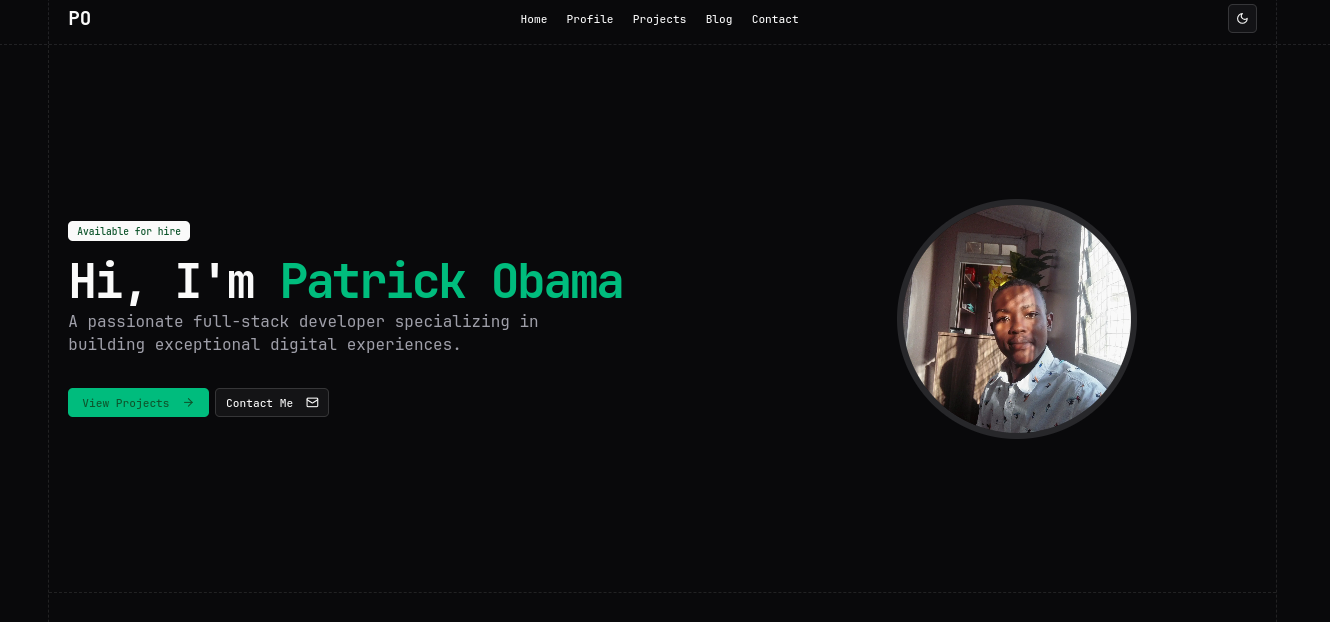 PO
Home Profile Projects Blog Contact
Available for hire
Hi, I'm Patrick Obama
A passionate full-stack developer specializing in
building exceptional digital experiences.
View Projects
Contact Me